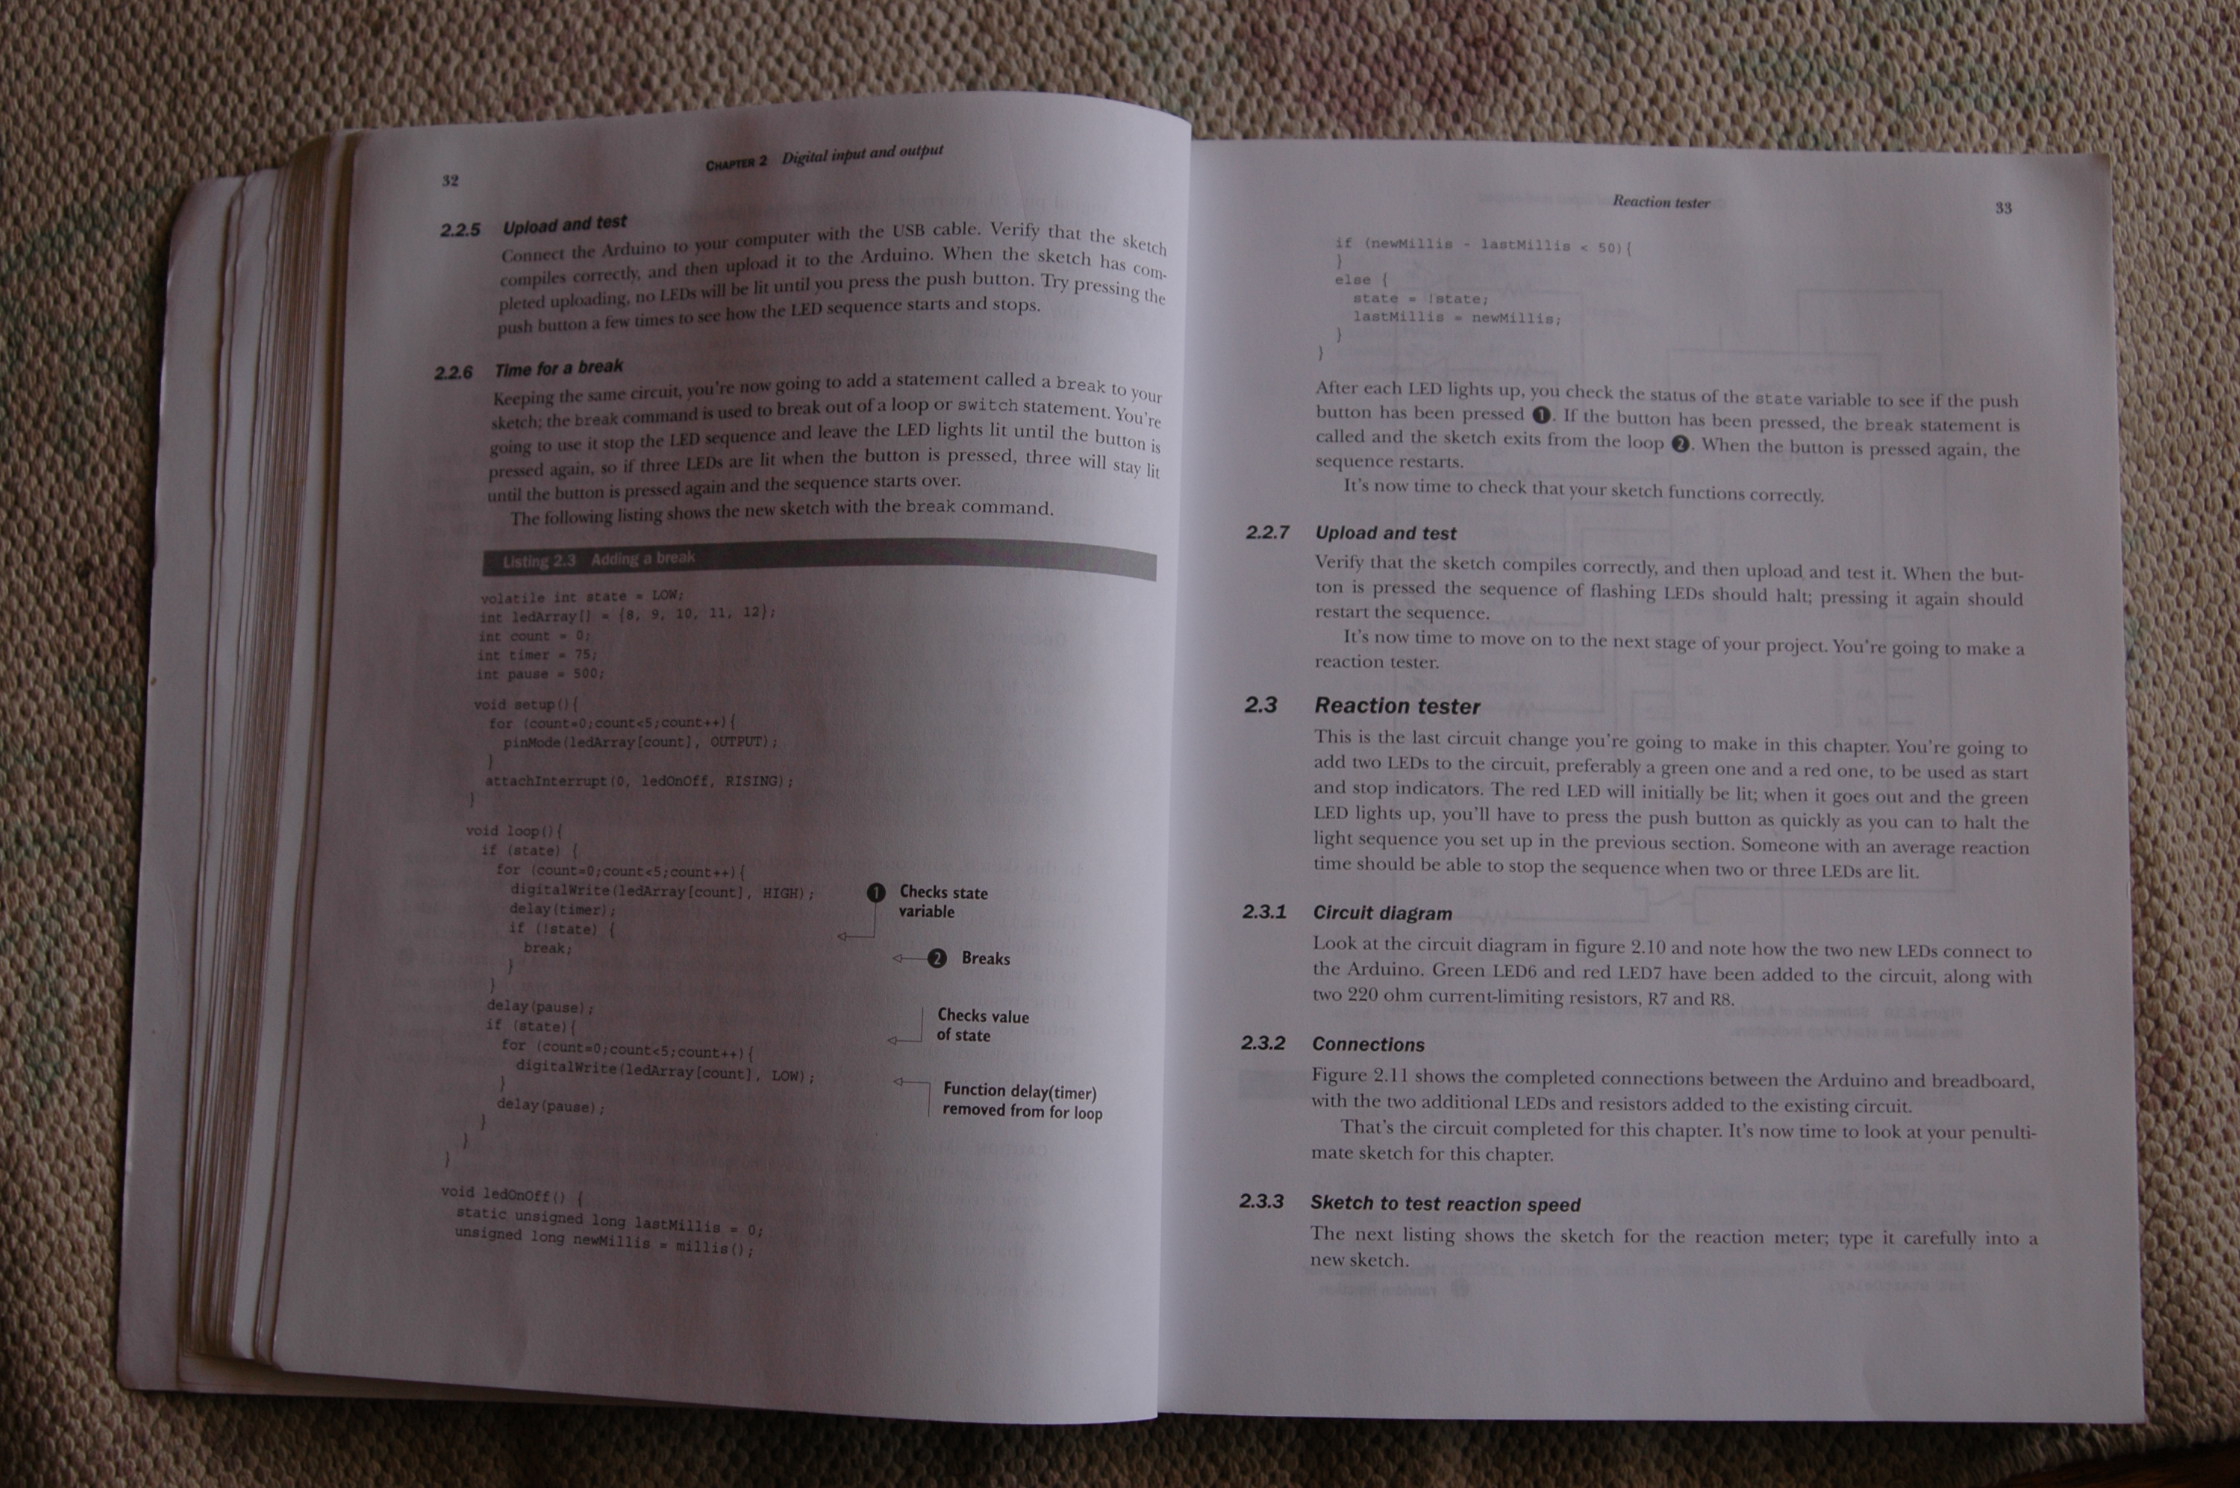 32
CHAPTER 2 Digital input and output
2.2.5 Upload and test
Connect the Arduino to your computer with the USB cable. Verify that the sketch
compiles correctly, and then upload it to the Arduino. When the sketch has com-
pleted uploading, no LEDs will be lit until you press the push button. Try pressing the
push button a few times to see how the LED sequence starts and stops.
2.2.6 Time for a break
Keeping the same circuit, you're now going to add a statement called a break to your
sketch; the break command is used to break out of a loop or switch statement. You're
going to use it stop the LED sequence and leave the LED lights lit until the button is
pressed again, so if three LEDs are lit when the button is pressed, three will stay lit
until the button is pressed again and the sequence starts over.
The following listing shows the new sketch with the break command.
Listing 2.3 Adding a break
volatile int state = LOW;
int ledArray[] = {8, 9, 10, 11, 12};
int count = 0;
int timer = 75;
int pause = 500;
void setup(){
for (count=0;count<5;count++){
pinMode(ledArray[count], OUTPUT);
}
attachInterrupt(0, ledOnOff, RISING);
}
void loop(){
if (state) {
for (count=0;count<5;count++){
digitalWrite(ledArray[count], HIGH);
delay(timer);
if (!state) {
break;
}
}
delay(pause);
if (state){
for (count=0;count<5;count++){
digitalWrite(ledArray[count], LOW);
}
delay(pause);
}
}
}
void ledOnOff() {
static unsigned long lastMillis = 0;
unsigned long newMillis = millis();
1 Checks state
variable
2 Breaks
Checks value
of state
Function delay(timer)
removed from for loop
Reaction tester
33
if (newMillis - lastMillis < 50){
}
else {
state = !state;
lastMillis = newMillis;
}
}
After each LED lights up, you check the status of the state variable to see if the push
button has been pressed 1. If the button has been pressed, the break statement is
called and the sketch exits from the loop 2. When the button is pressed again, the
sequence restarts.
It's now time to check that your sketch functions correctly.
2.2.7 Upload and test
Verify that the sketch compiles correctly, and then upload and test it. When the but-
ton is pressed the sequence of flashing LEDs should halt; pressing it again should
restart the sequence.
It's now time to move on to the next stage of your project. You're going to make a
reaction tester.
2.3 Reaction tester
This is the last circuit change you're going to make in this chapter. You're going to
add two LEDs to the circuit, preferably a green one and a red one, to be used as start
and stop indicators. The red LED will initially be lit; when it goes out and the green
LED lights up, you'll have to press the push button as quickly as you can to halt the
light sequence you set up in the previous section. Someone with an average reaction
time should be able to stop the sequence when two or three LEDs are lit.
2.3.1 Circuit diagram
Look at the circuit diagram in figure 2.10 and note how the two new LEDs connect to
the Arduino. Green LED6 and red LED7 have been added to the circuit, along with
two 220 ohm current-limiting resistors, R7 and R8.
2.3.2 Connections
Figure 2.11 shows the completed connections between the Arduino and breadboard,
with the two additional LEDs and resistors added to the existing circuit.
That's the circuit completed for this chapter. It's now time to look at your penulti-
mate sketch for this chapter.
2.3.3 Sketch to test reaction speed
The next listing shows the sketch for the reaction meter; type it carefully into a
new sketch.